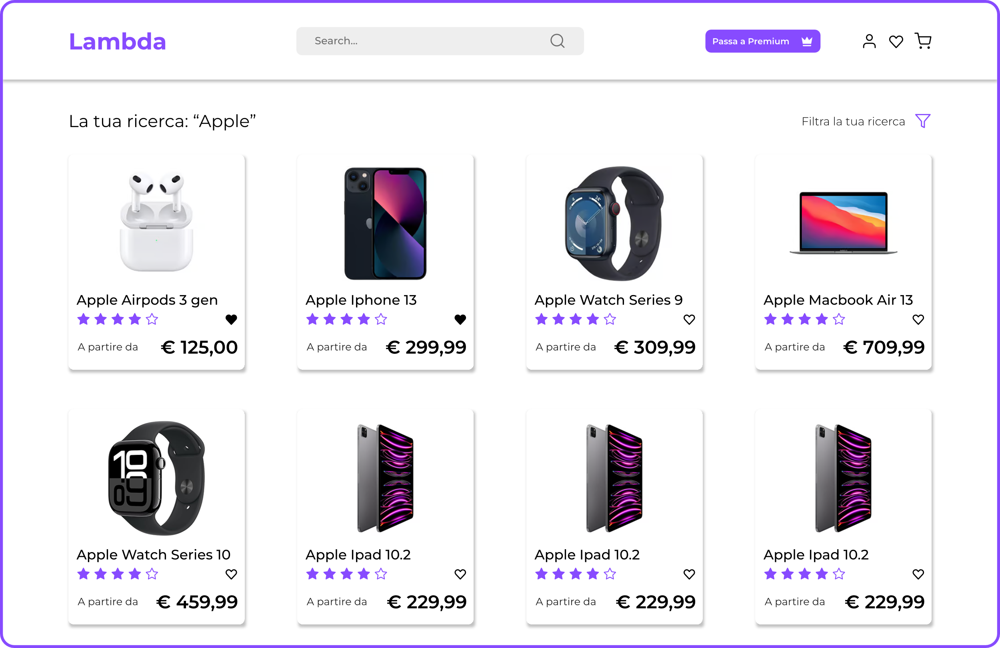 Lambda
Search...
Passa a Premium
La tua ricerca: “Apple”
Filtra la tua ricerca
Apple Airpods 3 gen
A partire da € 125,00
Apple Iphone 13
A partire da € 299,99
Apple Watch Series 9
A partire da € 309,99
Apple Macbook Air 13
A partire da € 709,99
10
09
Apple Watch Series 10
A partire da € 459,99
Apple Ipad 10.2
A partire da € 229,99
Apple Ipad 10.2
A partire da € 229,99
Apple Ipad 10.2
A partire da € 229,99